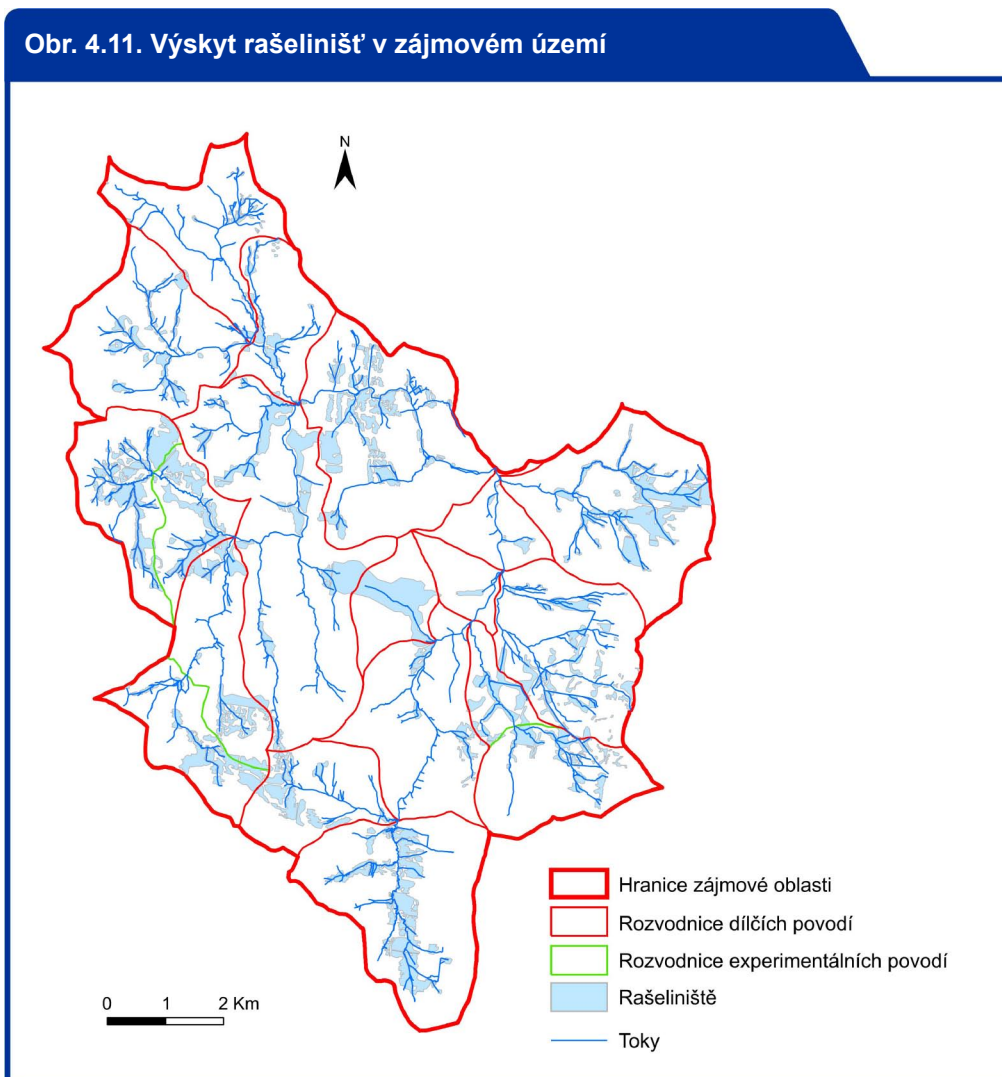 Obr. 4.11. Výskyt rašelinišť v zájmovém území
N
Hranice zájmové oblasti
Rozvodnice dílčích povodí
Rozvodnice experimentálních povodí
Rašeliniště
Toky
0 1 2 Km